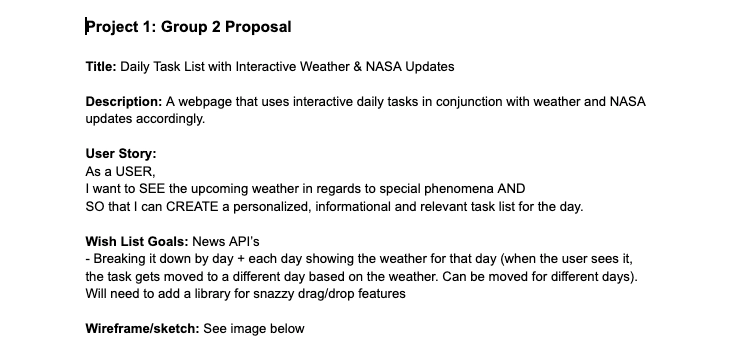 Project 1: Group 2 Proposal
Title: Daily Task List with Interactive Weather & NASA Updates
Description: A webpage that uses interactive daily tasks in conjunction with weather and NASA
updates accordingly.
User Story:
As a USER,
I want to SEE the upcoming weather in regards to special phenomena AND
SO that I can CREATE a personalized, informational and relevant task list for the day.
Wish List Goals: News API's
- Breaking it down by day + each day showing the weather for that day (when the user sees it,
the task gets moved to a different day based on the weather. Can be moved for different days).
Will need to add a library for snazzy drag/drop features
Wireframe/sketch: See image below